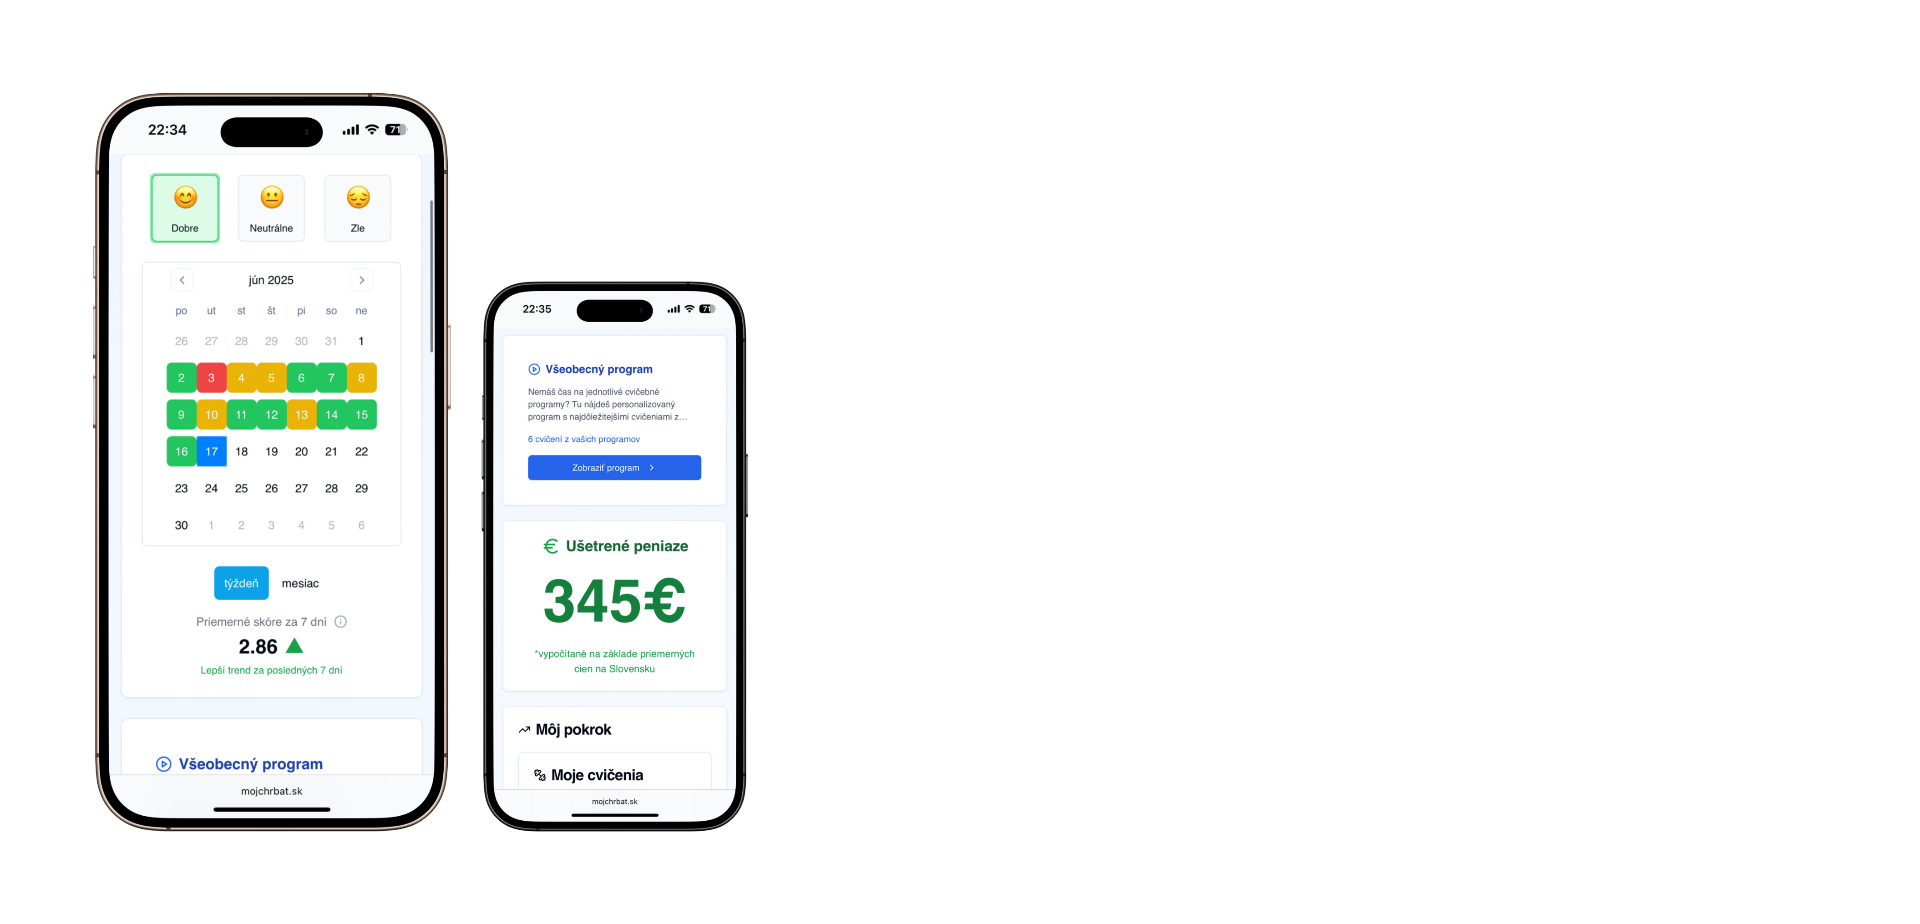 22:34
71
Dobre
Neutrálne
Zle
jún 2025
po ut st št pi so ne
26 27 28 29 30 31 1
2 3 4 5 6 7 8
9 10 11 12 13 14 15
16 17 18 19 20 21 22
23 24 25 26 27 28 29
30 1 2 3 4 5 6
týždeň mesiac
Priemerné skóre za 7 dní
2.86
Lepší trend za posledných 7 dní
Všeobecný program
mojchrbat.sk
22:35
71
Všeobecný program
Nemáš čas na jednotlivé cvičebné
programy? Tu nájdeš personalizovaný
program s najdôležitejšími cvičeniami z...
6 cvičení z vašich programov
Zobraziť program
€ Ušetrené peniaze
345€
*vypočítané na základe priemerných
cien na Slovensku
Môj pokrok
Moje cvičenia
mojchrbat.sk